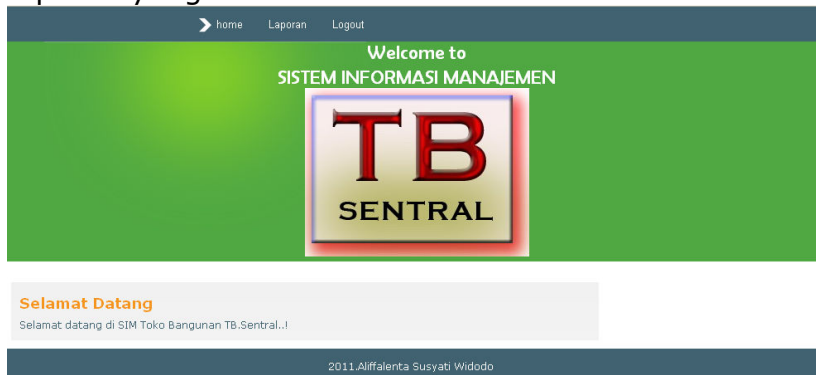 home Laporan Logout
Welcome to
SISTEM INFORMASI MANAJEMEN
TB
SENTRAL
Selamat Datang
Selamat datang di SIM Toko Bangunan TB.Sentral..!
2011.Aliffalenta Susyati Widodo